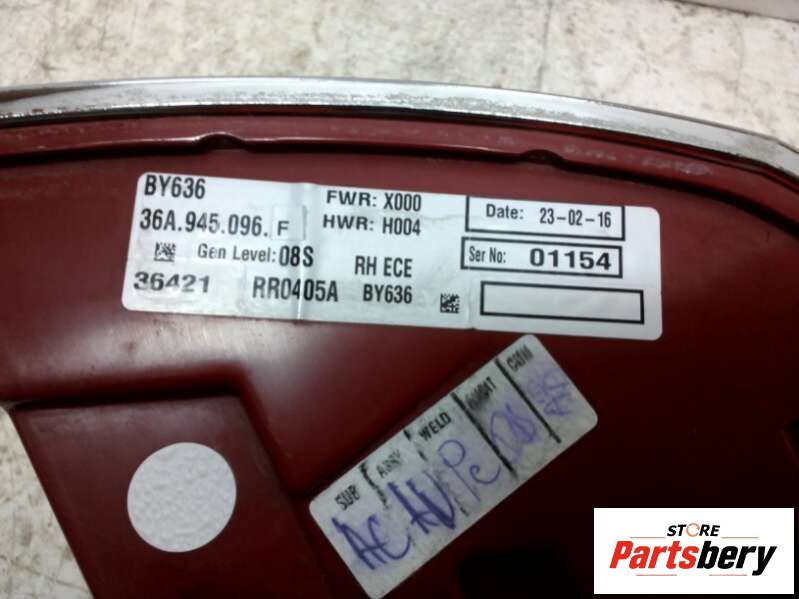 BY636
FWR: X000
Date: 23-02-16
36A.945.096. F
HWR: H004
Gen Level: 08S
Ser No: 01154
RH ECE
36421
RR0405A
BY636
SUB
ASSY
WELD
COM
AC
STORE
Partsbery